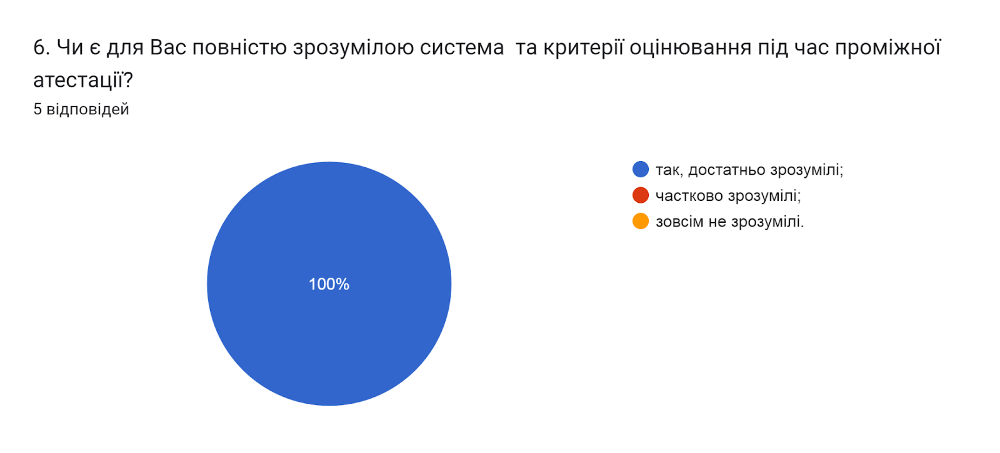 6. Чи є для Вас повністю зрозумілою система  та критерії оцінювання під час проміжної
атестації?
5 відповідей
так, достатньо зрозумілі;
частково зрозумілі;
зовсім не зрозумілі.
100%